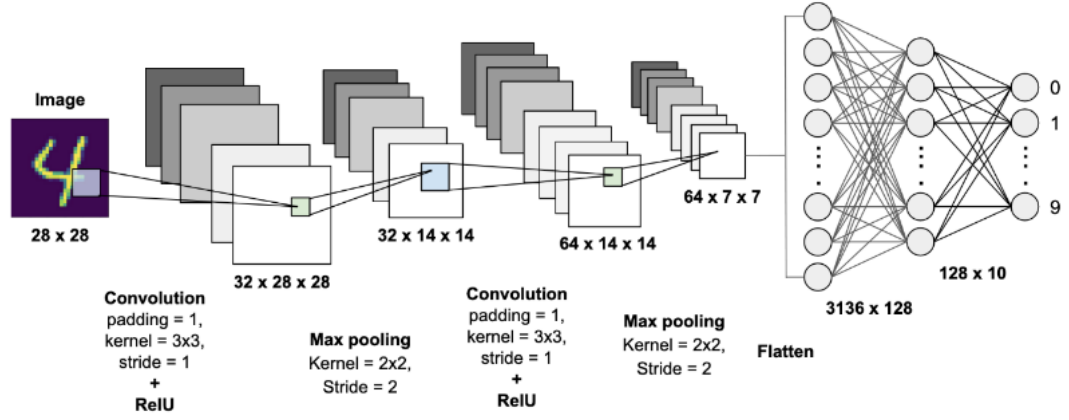 Image
28 x 28
32 x 28 x 28
Convolution
padding = 1,
kernel = 3x3,
stride = 1
+
RelU
32 x 14 x 14
Max pooling
Kernel = 2x2,
Stride = 2
64 x 14 x 14
Convolution
padding = 1,
kernel = 3x3,
stride = 1
+
RelU
64 x 7 x 7
Max pooling
Kernel = 2x2,
Stride = 2
Flatten
3136 x 128
128 x 10
0
1
9